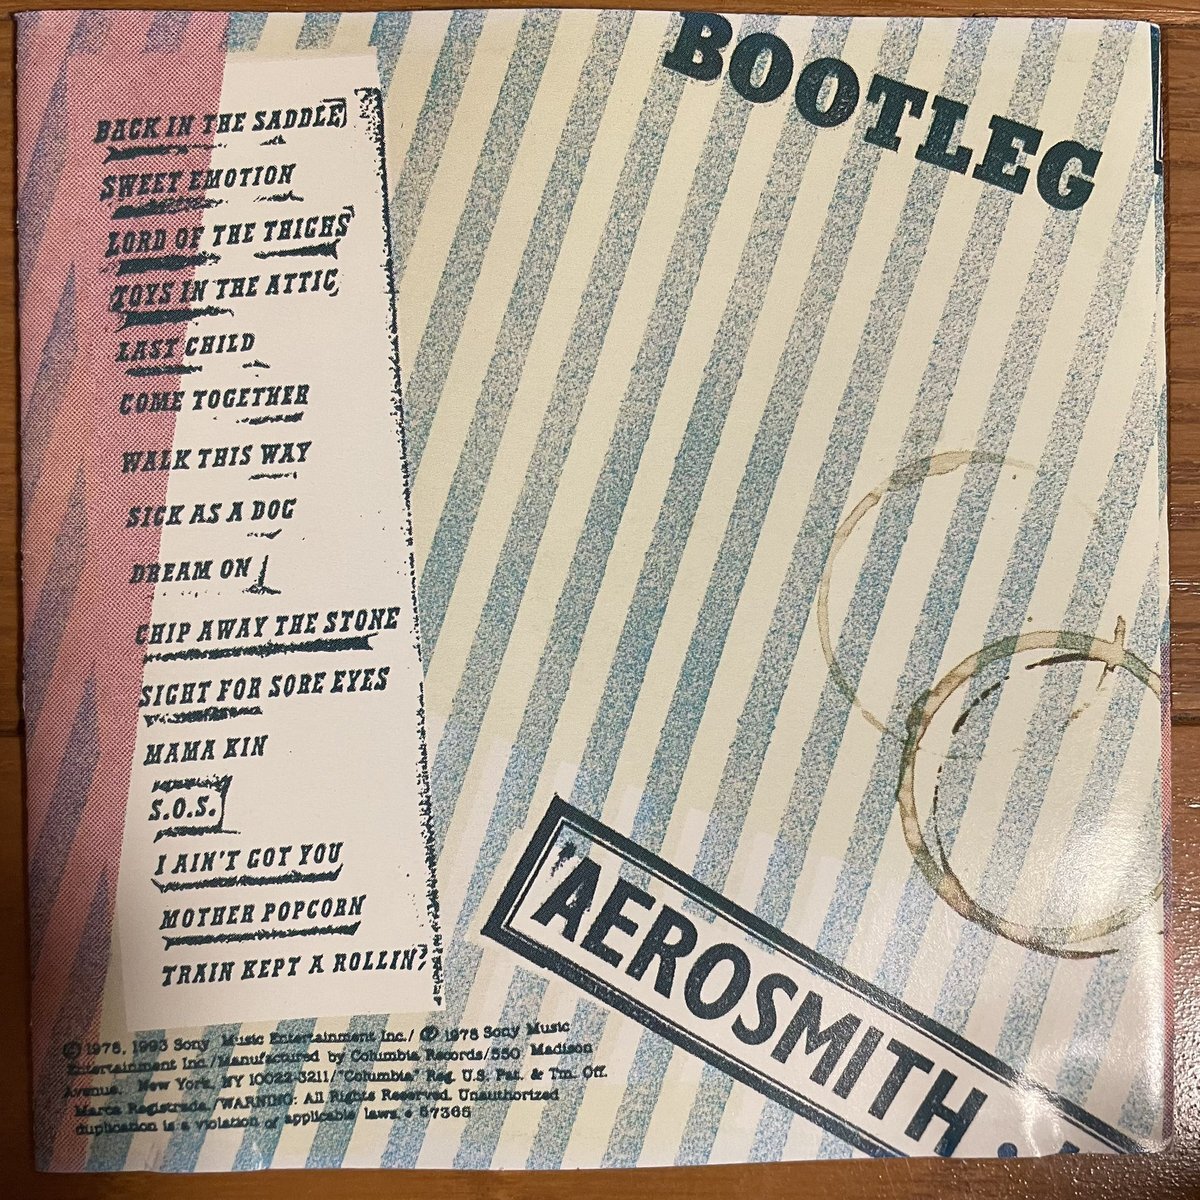 BOOTLEG
BACK IN THE SADDLE
SWEET EMOTION
LORD OF THE THIGHS
TOYS IN THE ATTIC
LAST CHILD
COME TOGETHER
WALK THIS WAY
SICK AS A DOG
DREAM ON
CHIP AWAY THE STONE
SIGHT FOR SORE EYES
MAMA KIN
S.O.S.
I AIN'T GOT YOU
MOTHER POPCORN
TRAIN KEPT A ROLLIN'
AEROSMITH
© 1978, 1993 Sony Music Entertainment Inc./ ℗ 1978 Sony Music
Entertainment Inc./Manufactured by Columbia Records/550 Madison
Avenue, New York, NY 10022-3211/"Columbia" Reg. U.S. Pat. & Tm. Off.
Marca Registrada./WARNING: All Rights Reserved. Unauthorized
duplication is a violation of applicable laws. • 57365